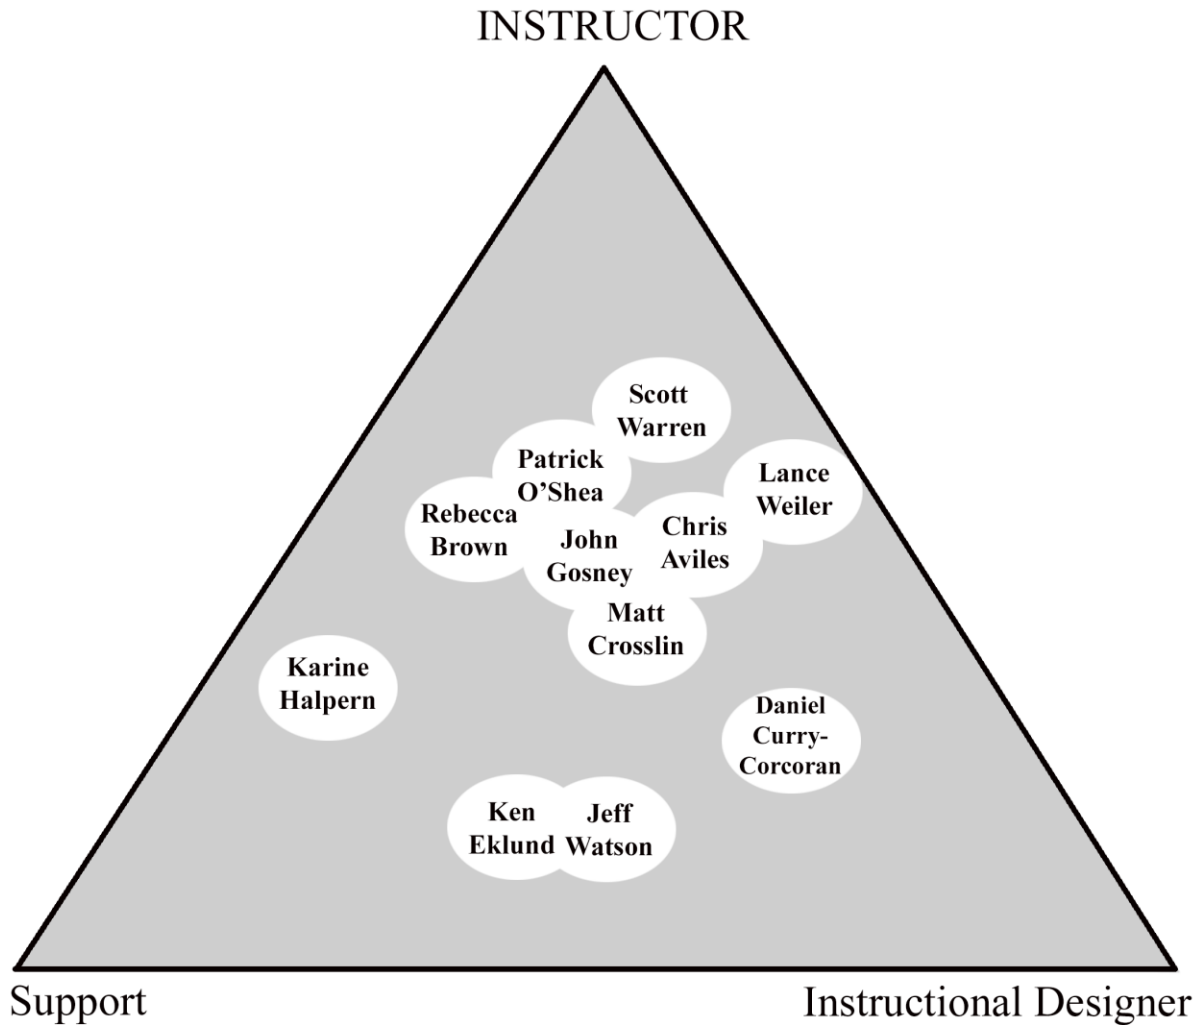 INSTRUCTOR
Scott
Warren
Patrick
O’Shea
Lance
Weiler
Rebecca
Brown
Chris
Aviles
John
Gosney
Matt
Crosslin
Karine
Halpern
Daniel
Curry-
Corcoran
Ken
Eklund
Jeff
Watson
Support
Instructional Designer